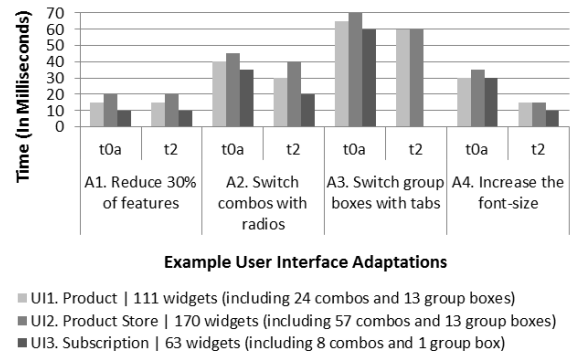 Time (In Milliseconds)
70
60
50
40
30
20
10
0
t0a t2 t0a t2 t0a t2 t0a t2
A1. Reduce 30% A2. Switch A3. Switch group A4. Increase the
of features combos with boxes with tabs font-size
radios
Example User Interface Adaptations
UI1. Product | 111 widgets (including 24 combos and 13 group boxes)
UI2. Product Store | 170 widgets (including 57 combos and 13 group boxes)
UI3. Subscription | 63 widgets (including 8 combos and 1 group box)